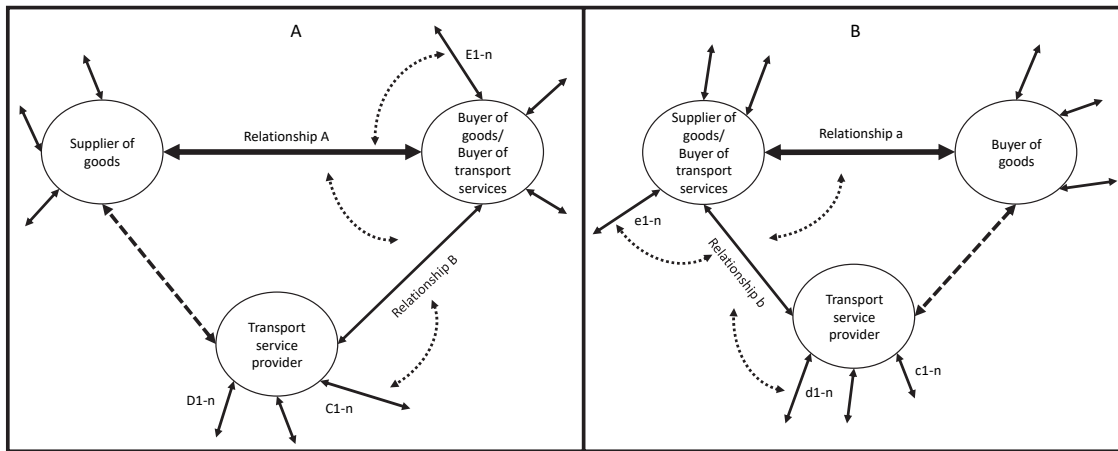 A
E1-n
Supplier of
goods
Relationship A
Buyer of
goods/
Buyer of
transport
services
Relationship B
Transport
service
provider
D1-n
C1-n
B
Supplier of
goods/
Buyer of
transport
services
Relationship a
Buyer
of goods
e1-n
Relationship b
Transport
service
provider
d1-n
c1-n